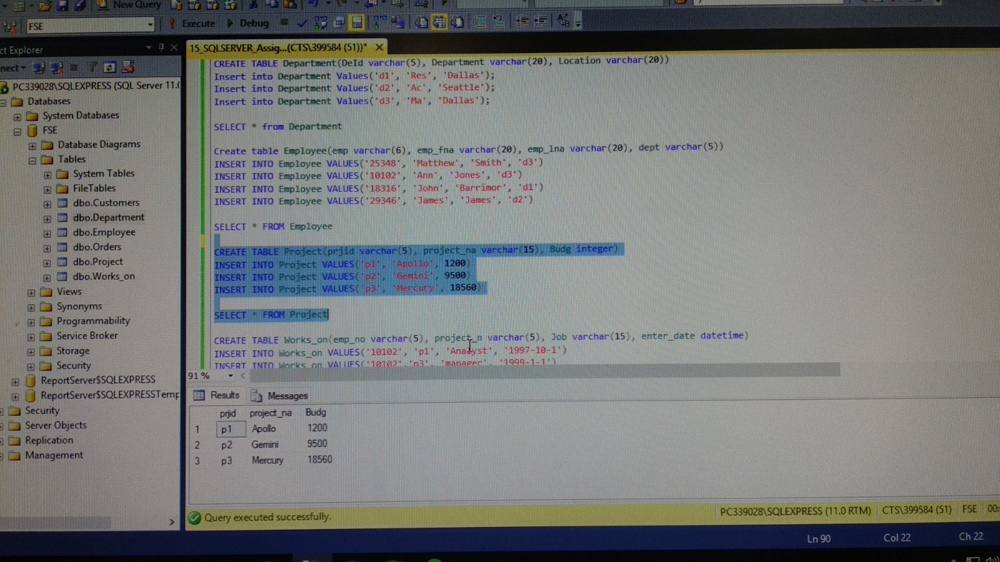 New Query
FSE
Execute
Debug
ct Explorer
15_SQLSERVER_Assig...(CTS\399584 (51))*
nect
PC339028\SQLEXPRESS (SQL Server 11.0
Databases
System Databases
FSE
Database Diagrams
Tables
System Tables
FileTables
dbo.Customers
dbo.Department
dbo.Employee
dbo.Orders
dbo.Project
dbo.Works_on
Views
Synonyms
Programmability
Service Broker
Storage
Security
ReportServer$SQLEXPRESS
ReportServer$SQLEXPRESSTemp
Security
Server Objects
Replication
Management
CREATE TABLE Department(DeId varchar(5), Department varchar(20), Location varchar(20))
Insert into Department Values('d1', 'Res', 'Dallas');
Insert into Department Values('d2', 'Ac', 'Seattle');
Insert into Department Values('d3', 'Ma', 'Dallas');
SELECT * from Department
Create table Employee(emp varchar(6), emp_fna varchar(20), emp_lna varchar(20), dept varchar(5))
INSERT INTO Employee VALUES('25348', 'Matthew', 'Smith', 'd3')
INSERT INTO Employee VALUES('10102', 'Ann', 'Jones', 'd3')
INSERT INTO Employee VALUES('18316', 'John', 'Barrimor', 'd1')
INSERT INTO Employee VALUES('29346', 'James', 'James', 'd2')
SELECT * FROM Employee
CREATE TABLE Project(prjid varchar(5), project_na varchar(15), Budg integer)
INSERT INTO Project VALUES('p1', 'Apollo', 1200)
INSERT INTO Project VALUES('p2', 'Gemini', 9500)
INSERT INTO Project VALUES('p3', 'Mercury', 18560)
SELECT * FROM Project
CREATE TABLE Works_on(emp_no varchar(5), project_n varchar(5), Job varchar(15), enter_date datetime)
INSERT INTO Works_on VALUES('10102', 'p1', 'Analyst', '1997-10-1')
INSERT INTO Works_on VALUES('10102' 'p3', 'manager', '1999-1-1')
91 %
Results
Messages
prjid project_na Budg
1 p1 Apollo 1200
2 p2 Gemini 9500
3 p3 Mercury 18560
Query executed successfully.
PC339028\SQLEXPRESS (11.0 RTM)
CTS\399584 (51)
FSE
00:
Ln 90
Col 22
Ch 22